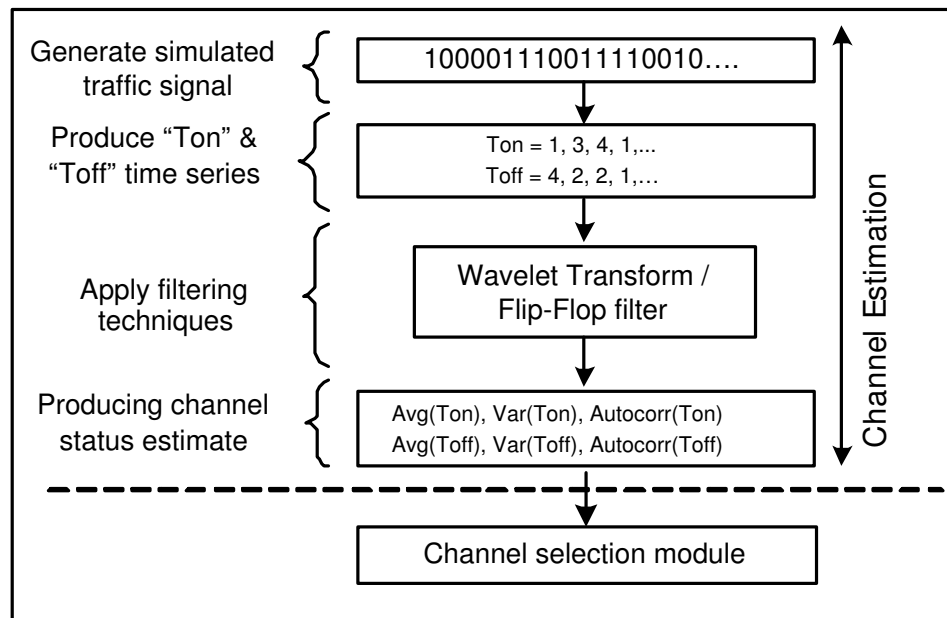 Generate simulated
traffic signal
100001110011110010....
Produce “Ton” &
“Toff” time series
Ton = 1, 3, 4, 1,...
Toff = 4, 2, 2, 1,…
Apply filtering
techniques
Wavelet Transform /
Flip-Flop filter
Producing channel
status estimate
Avg(Ton), Var(Ton), Autocorr(Ton)
Avg(Toff), Var(Toff), Autocorr(Toff)
Channel Estimation
Channel selection module